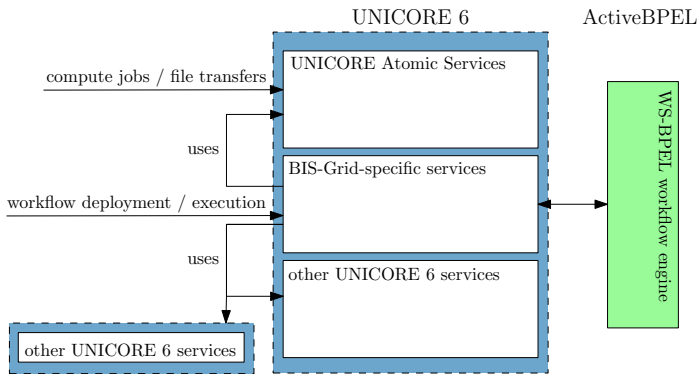 UNICORE 6
ActiveBPEL
UNICORE Atomic Services
compute jobs / file transfers
uses
BIS-Grid-specific services
workflow deployment / execution
uses
other UNICORE 6 services
other UNICORE 6 services
WS-BPEL workflow engine